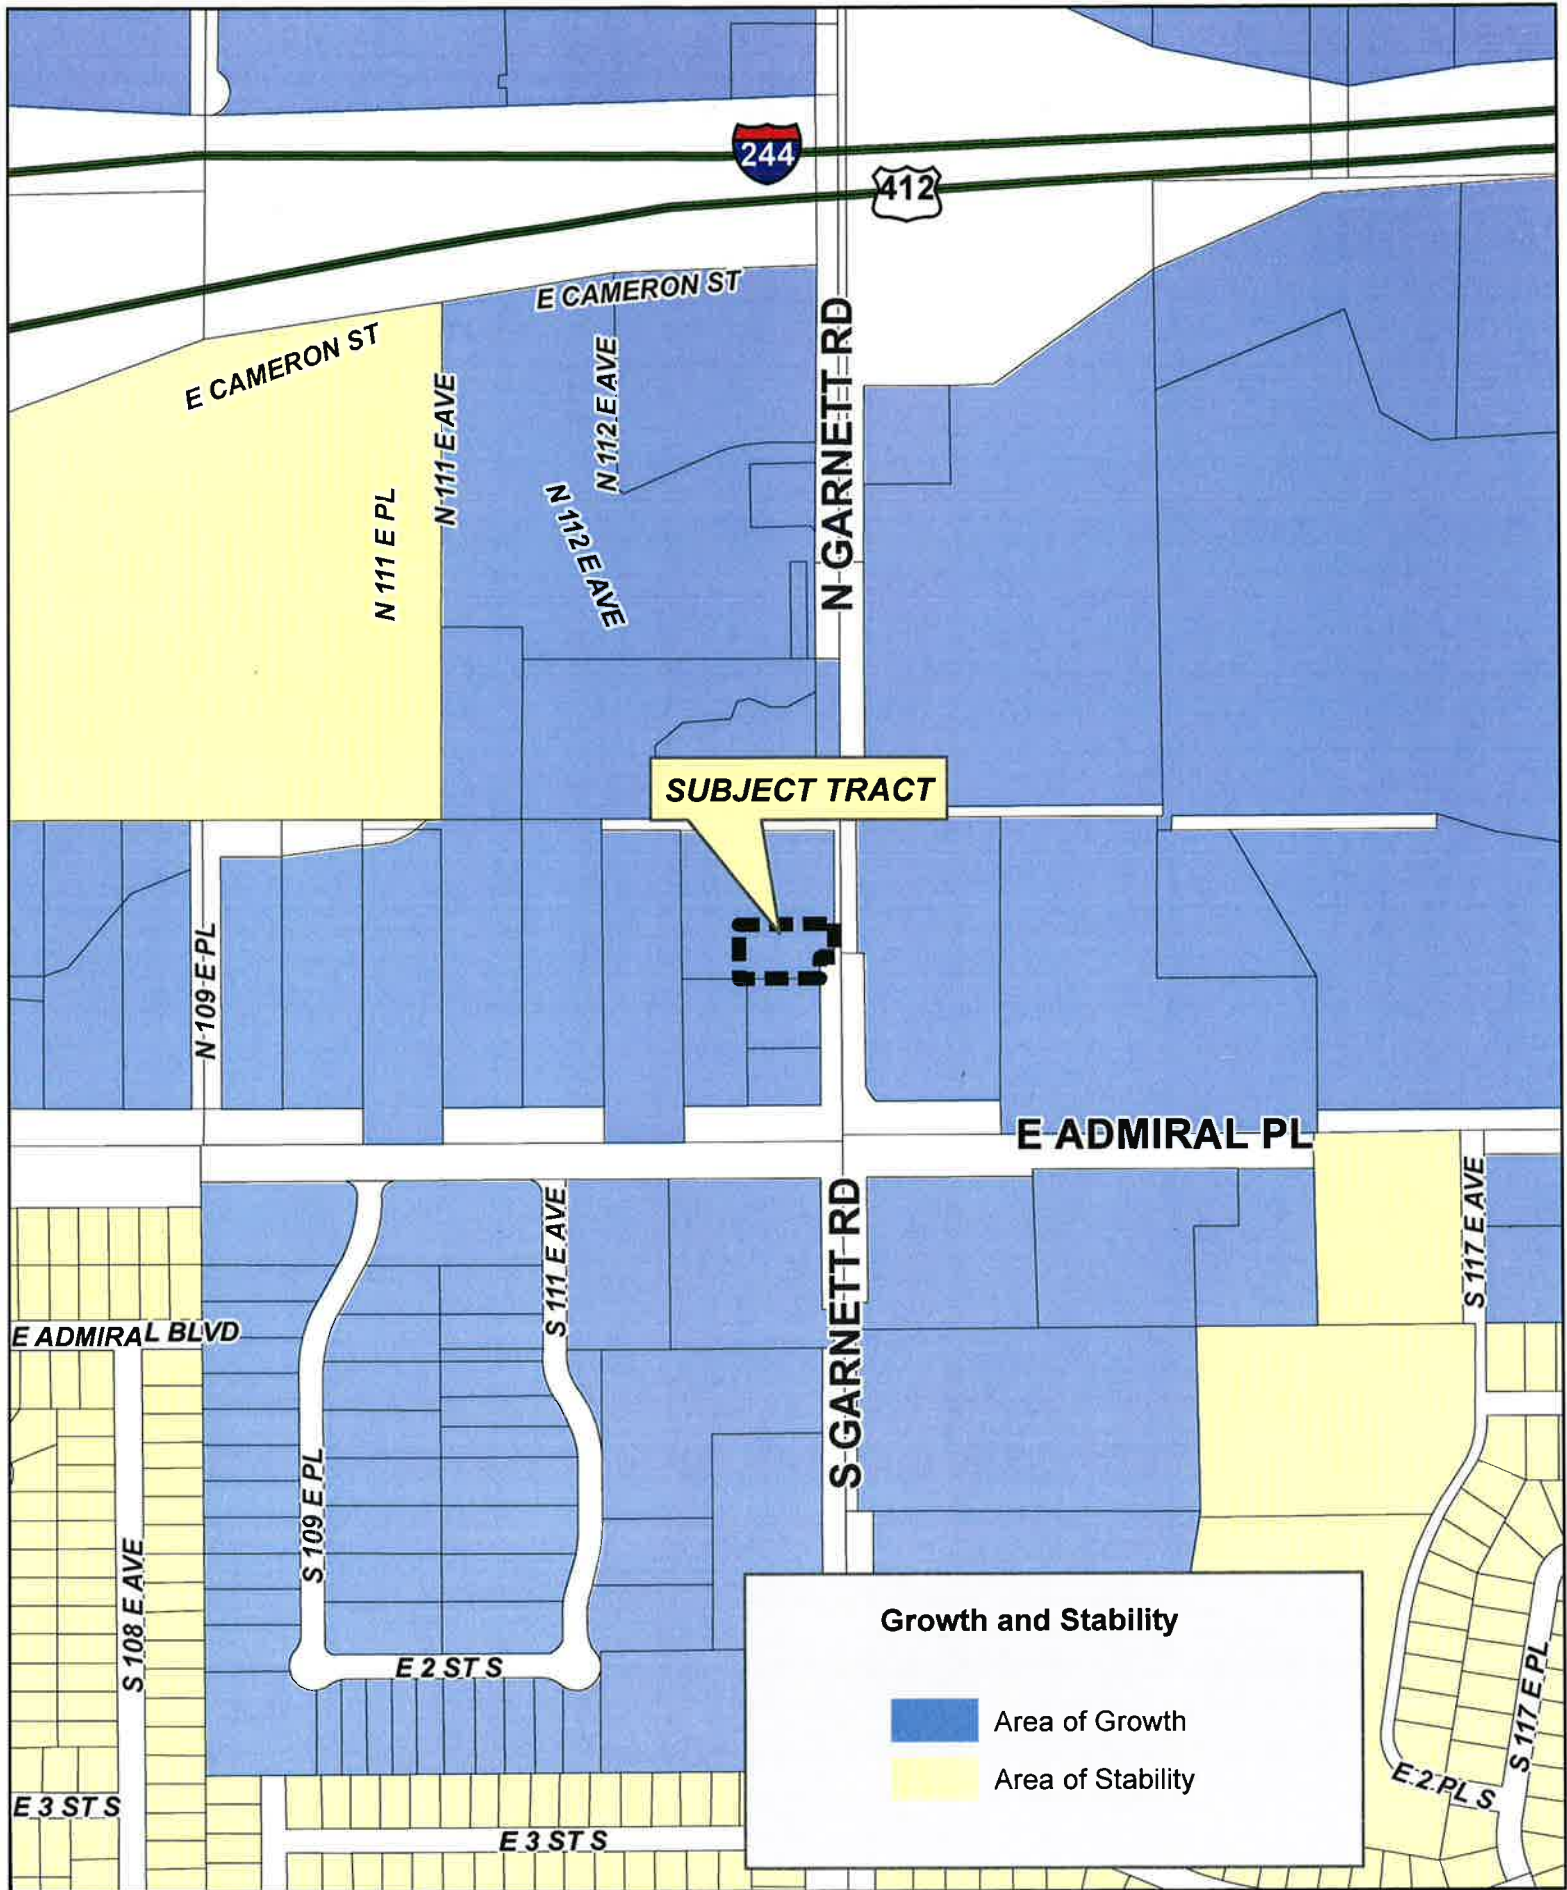 244
412
E CAMERON ST
E CAMERON ST
N GARNETT RD
N 112 E AVE
N 111 E AVE
N 111 E PL
N 112 E AVE
SUBJECT TRACT
N 109 E PL
E ADMIRAL PL
S 117 E AVE
S GARNETT RD
S 111 E AVE
E ADMIRAL BLVD
S 109 E PL
S 108 E AVE
E 2 ST S
Growth and Stability
Area of Growth
Area of Stability
S 117 E PL
E 2 PL S
E 3 ST S
E 3 ST S